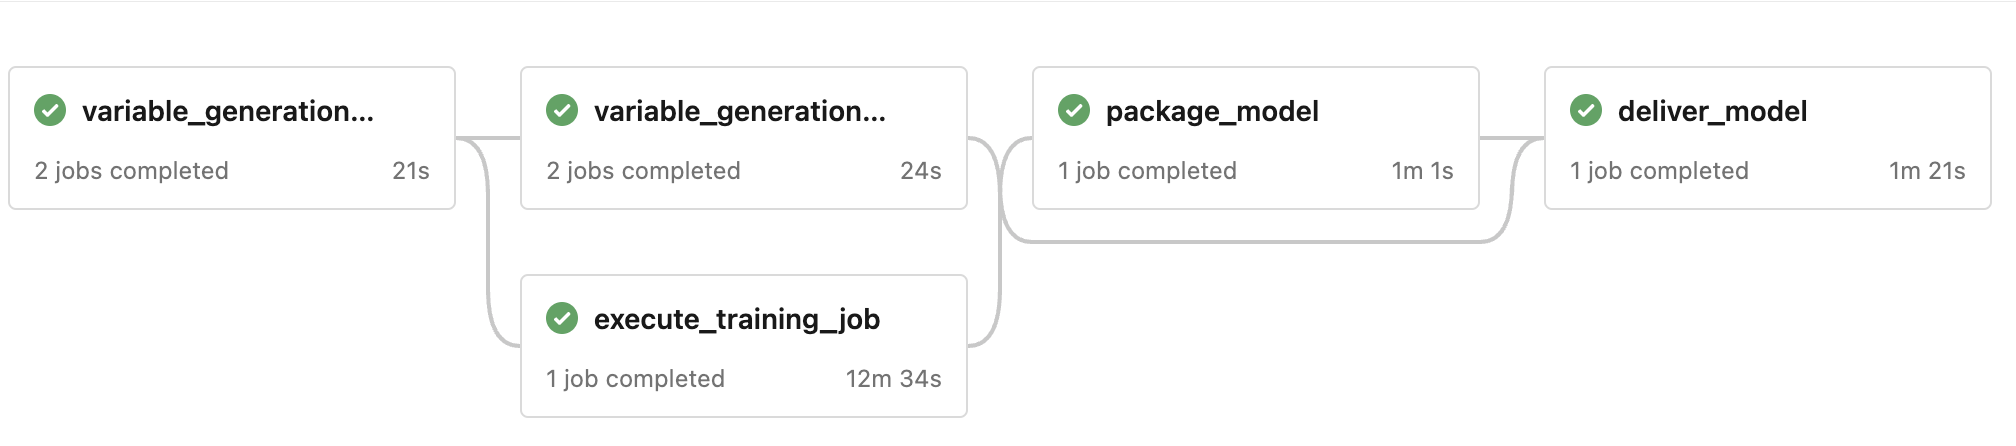 variable_generation...
2 jobs completed 21s
variable_generation...
2 jobs completed 24s
execute_training_job
1 job completed 12m 34s
package_model
1 job completed 1m 1s
deliver_model
1 job completed 1m 21s